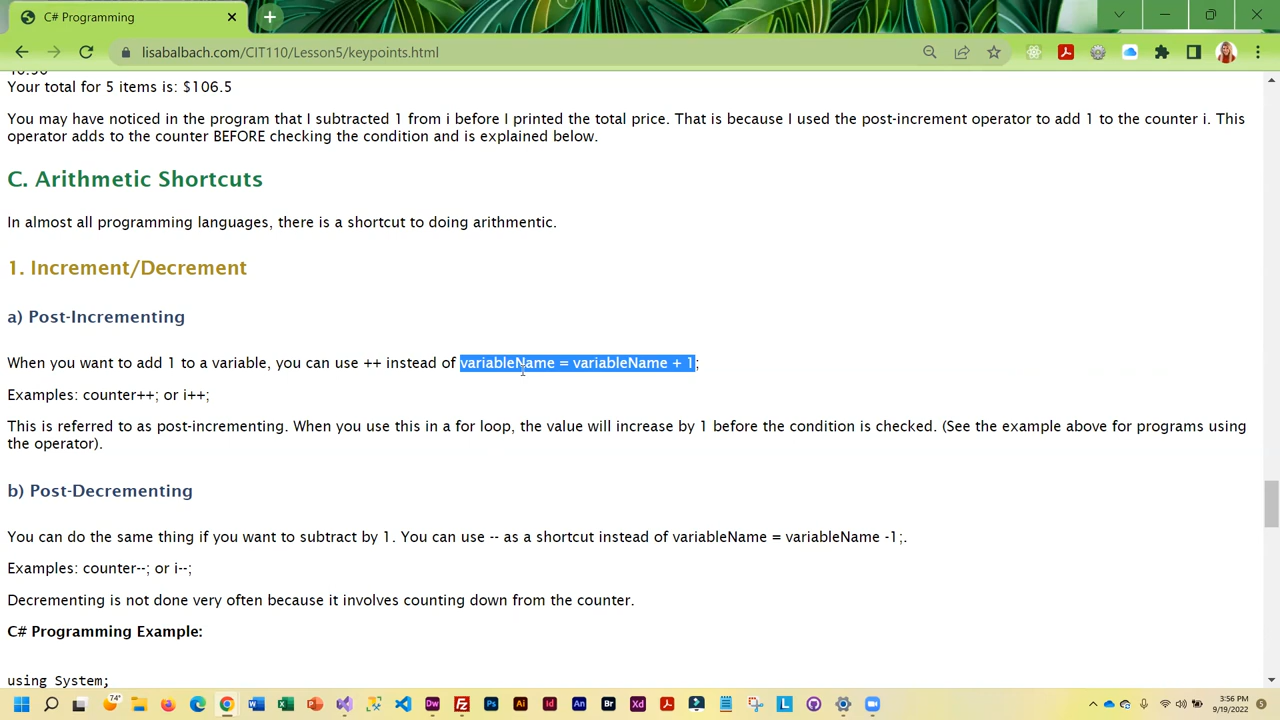 C# Programming
lisabalbach.com/CIT110/Lesson5/keypoints.html
Your total for 5 items is: $106.5
You may have noticed in the program that I subtracted 1 from i before I printed the total price. That is because I used the post-increment operator to add 1 to the counter i. This
operator adds to the counter BEFORE checking the condition and is explained below.
C. Arithmetic Shortcuts
In almost all programming languages, there is a shortcut to doing arithmentic.
1. Increment/Decrement
a) Post-Incrementing
When you want to add 1 to a variable, you can use ++ instead of variableName = variableName + 1;
Examples: counter++; or i++;
This is referred to as post-incrementing. When you use this in a for loop, the value will increase by 1 before the condition is checked. (See the example above for programs using
the operator).
b) Post-Decrementing
You can do the same thing if you want to subtract by 1. You can use -- as a shortcut instead of variableName = variableName -1;.
Examples: counter--; or i--;
Decrementing is not done very often because it involves counting down from the counter.
C# Programming Example:
using System;
74°
Dw
Fz
Ps
Ai
Id
An
Br
Xd
L
3:56 PM
9/19/2022